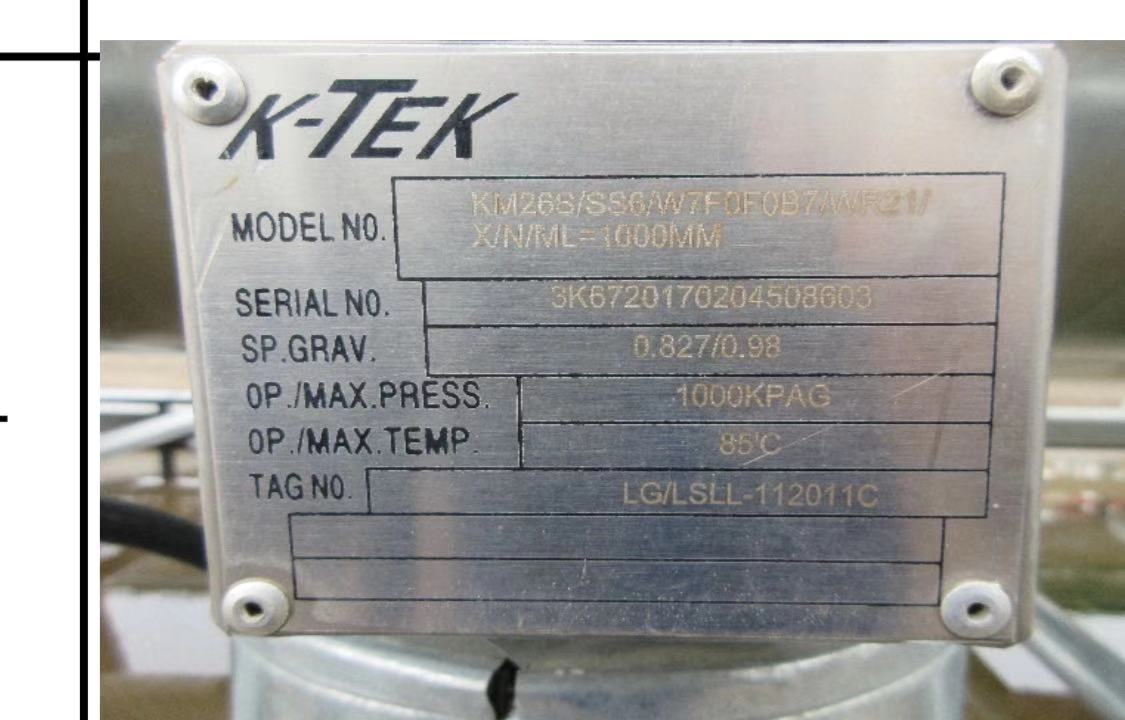 K-TEK
MODEL NO. KM26S/SS6/W7F0F0B7/WR21/
X/N/ML=1000MM
SERIAL NO. 3K6720170204508603
SP.GRAV. 0.827/0.98
OP./MAX.PRESS. 1000KPAG
OP./MAX.TEMP. 85'C
TAG NO. LG/LSLL-112011C